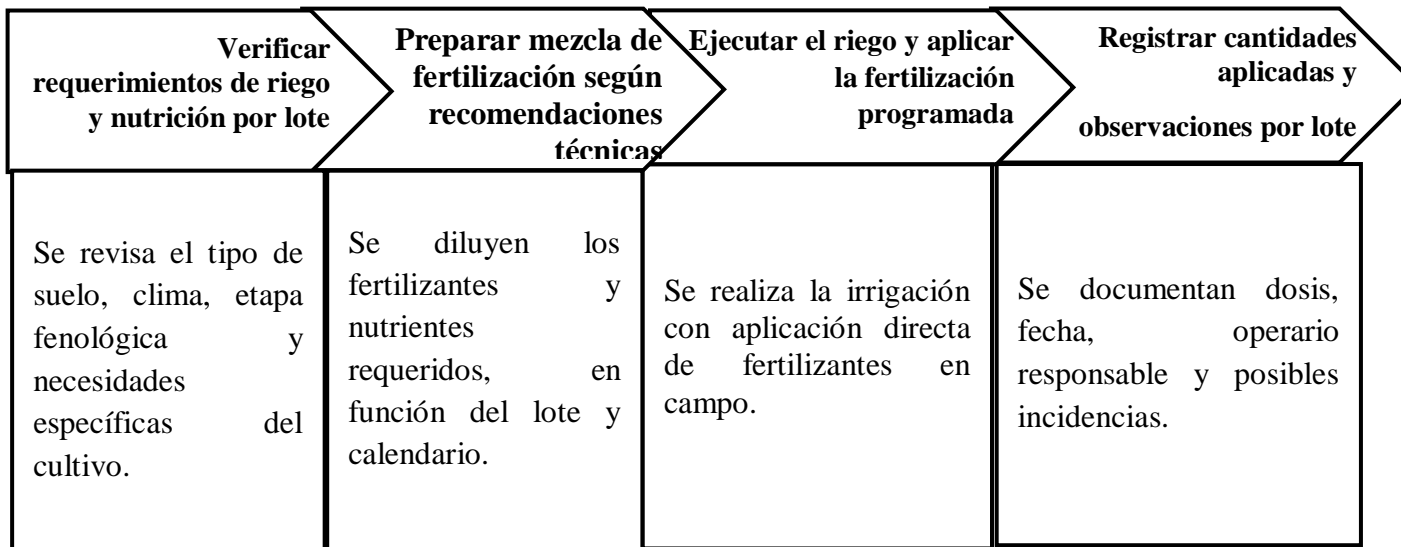 Verificar
requerimientos de riego
y nutrición por lote
Preparar mezcla de
fertilización según
recomendaciones
técnicas
Ejecutar el riego y aplicar
la fertilización
programada
Registrar cantidades
aplicadas y
observaciones por lote
Se revisa el tipo de
suelo, clima, etapa
fenológica y
necesidades
específicas del
cultivo.
Se diluyen los
fertilizantes y
nutrientes
requeridos, en
función del lote y
calendario.
Se realiza la irrigación
con aplicación directa
de fertilizantes en
campo.
Se documentan dosis,
fecha, operario
responsable y posibles
incidencias.